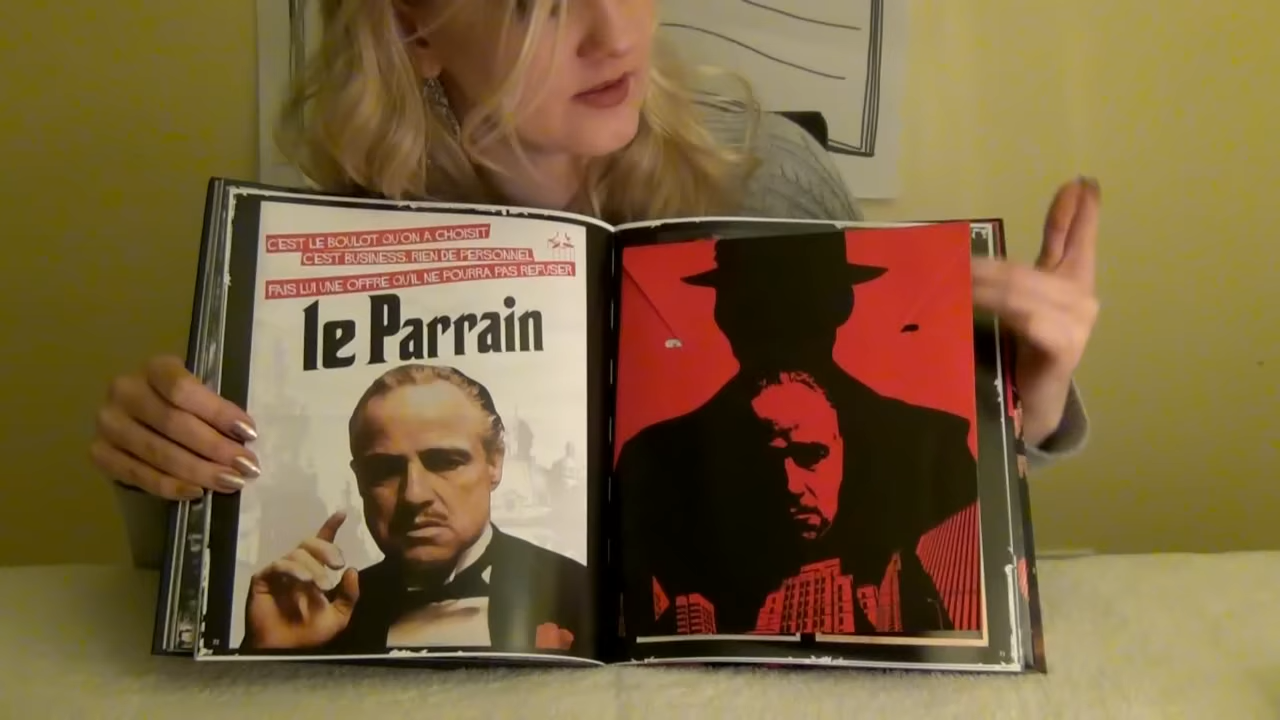 C'EST LE BOULOT QU'ON A CHOISIT
C'EST BUSINESS. RIEN DE PERSONNEL
FAIS LUI UNE OFFRE QU'IL NE POURRA PAS REFUSER
le Parrain